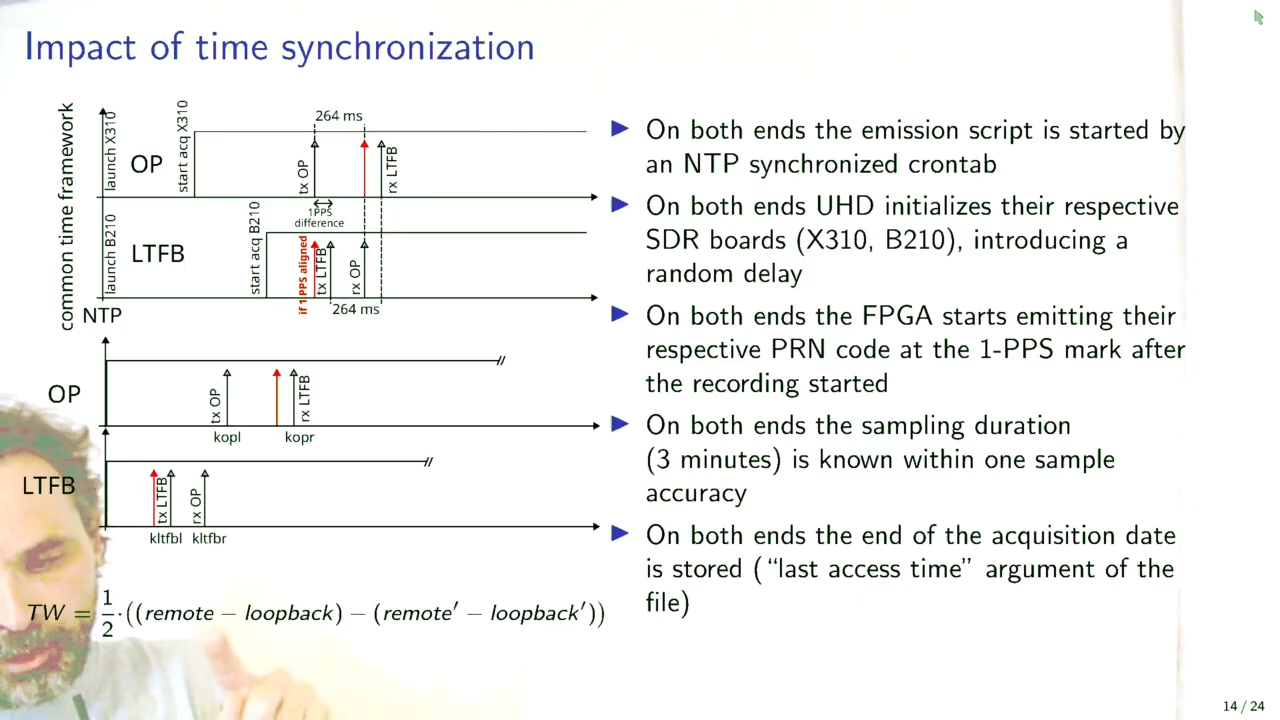 Impact of time synchronization
common time framework
launch X310
OP
start acq X310
264 ms
tx OP
rx LTFB
1PPS
difference
launch B210
LTFB
start acq B210
if 1 PPS aligned
tx LTFB
rx OP
264 ms
NTP
OP
tx OP
rx LTFB
kopl
kopr
LTFB
tx LTFB
rx OP
kltfbl
kltfbr
TW = 1/2 · ((remote − loopback) − (remote′ − loopback′))
On both ends the emission script is started by
an NTP synchronized crontab
On both ends UHD initializes their respective
SDR boards (X310, B210), introducing a
random delay
On both ends the FPGA starts emitting their
respective PRN code at the 1-PPS mark after
the recording started
On both ends the sampling duration
(3 minutes) is known within one sample
accuracy
On both ends the end of the acquisition date
is stored (“last access time” argument of the
file)
14 / 24